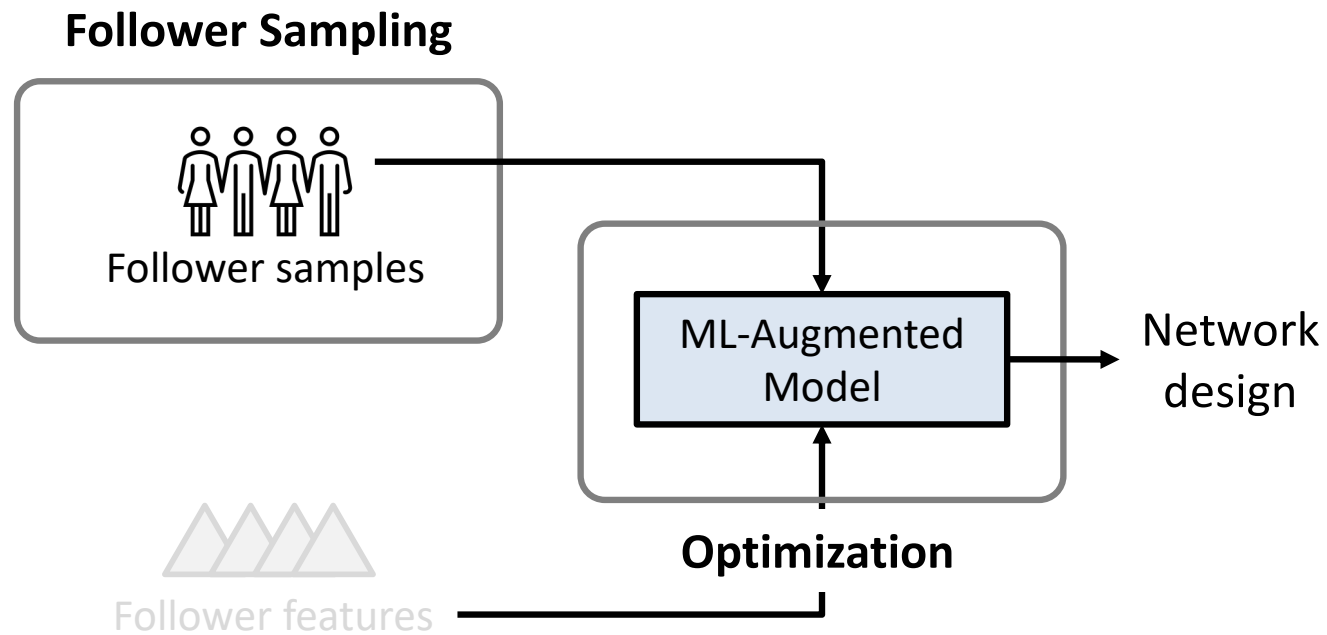 Follower Sampling
Follower samples
ML-Augmented
Model
Network
design
Optimization
Follower features